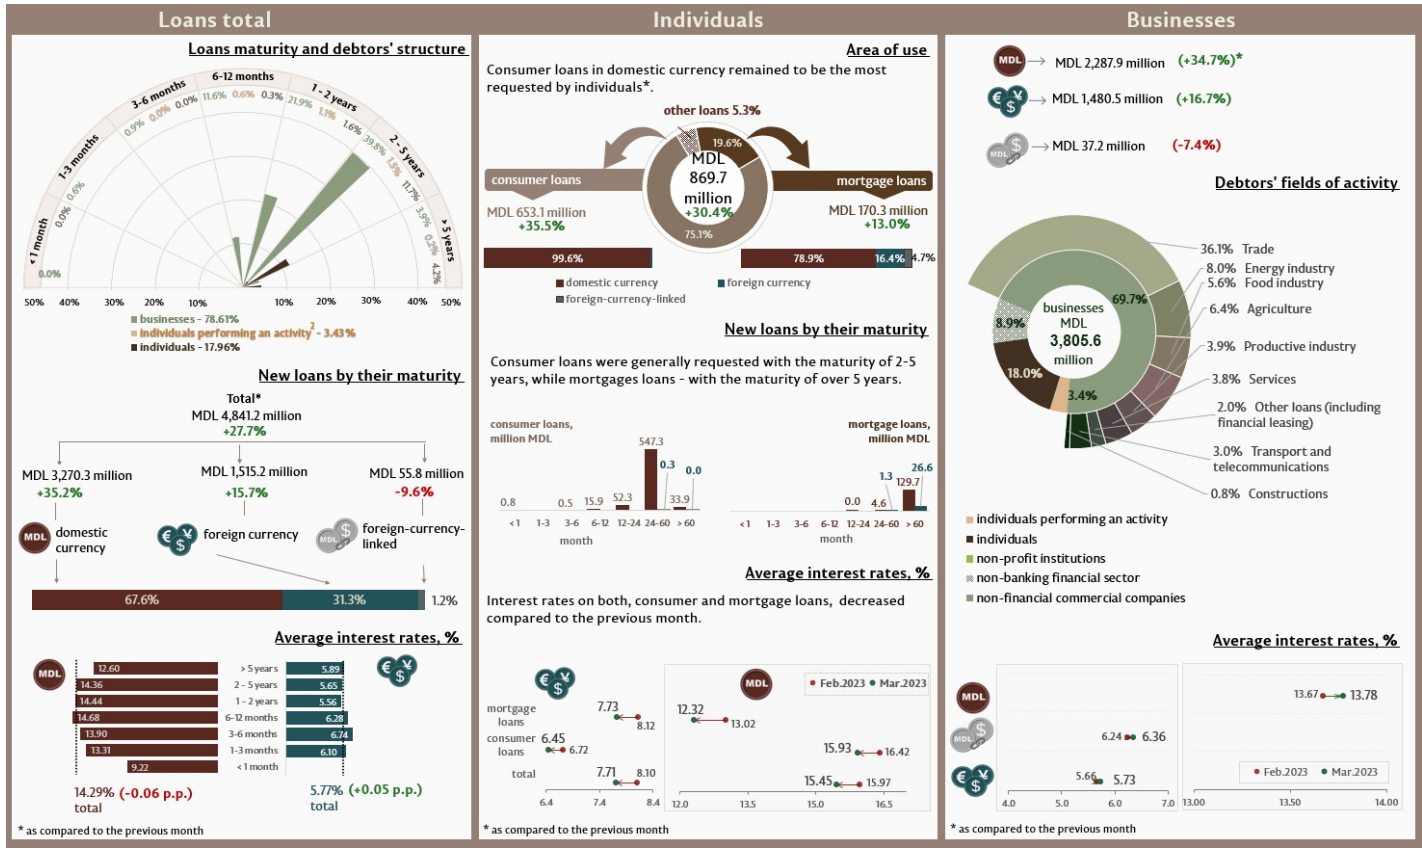 Loans total
Loans maturity and debtors' structure
< 1 month
1-3 months
3-6 months
6-12 months
1 - 2 years
2 - 5 years
> 5 years
0.0%
0.0%
0.6%
0.9%
0.0%
0.0%
11.6%
0.6%
0.3%
21.9%
1.1%
1.6%
39.8%
1.5%
11.7%
3.9%
0.2%
4.2%
50% 40% 30% 20% 10% 10% 20% 30% 40% 50%
businesses - 78.61%
individuals performing an activity2 - 3.43%
individuals - 17.96%
New loans by their maturity
Total*
MDL 4,841.2 million
+27.7%
MDL 3,270.3 million
+35.2%
MDL 1,515.2 million
+15.7%
MDL 55.8 million
-9.6%
MDL
domestic
currency
€ ¥ $
foreign currency
MDL $
foreign-currency-
linked
67.6% 31.3% 1.2%
Average interest rates, %
MDL
€ ¥ $
12.60 > 5 years 5.89
14.36 2 - 5 years 5.65
14.44 1 - 2 years 5.56
14.68 6-12 months 6.28
13.90 3-6 months 6.74
13.31 1-3 months 6.10
9.22 < 1 month
14.29% (-0.06 p.p.)
total
5.77% (+0.05 p.p.)
total
* as compared to the previous month
Individuals
Area of use
Consumer loans in domestic currency remained to be the most
requested by individuals*.
other loans 5.3%
19.6%
MDL
869.7
million
+30.4%
75.1%
consumer loans
MDL 653.1 million
+35.5%
mortgage loans
MDL 170.3 million
+13.0%
99.6%
78.9% 16.4% 4.7%
domestic currency
foreign currency
foreign-currency-linked
New loans by their maturity
Consumer loans were generally requested with the maturity of 2-5
years, while mortgages loans - with the maturity of over 5 years.
consumer loans,
million MDL
0.8
0.5
15.9
52.3
547.3
0.3
33.9
0.0
< 1 1-3 3-6 6-12 12-24 24-60 > 60
month
mortgage loans,
million MDL
0.0
4.6
1.3
129.7
26.6
< 1 1-3 3-6 6-12 12-24 24-60 > 60
month
Average interest rates, %
Interest rates on both, consumer and mortgage loans, decreased
compared to the previous month.
€ ¥ $
MDL
Feb.2023 Mar.2023
mortgage
loans
7.73
8.12
12.32
13.02
consumer
loans
6.45
6.72
15.93
16.42
total
7.71
8.10
15.45
15.97
6.4 7.4 8.4
12.0 13.5 15.0 16.5
* as compared to the previous month
Businesses
MDL
MDL 2,287.9 million (+34.7%)*
€ ¥ $
MDL 1,480.5 million (+16.7%)
MDL $
MDL 37.2 million (-7.4%)
Debtors' fields of activity
69.7%
8.9%
18.0%
3.4%
businesses
MDL
3,805.6
million
36.1% Trade
8.0% Energy industry
5.6% Food industry
6.4% Agriculture
3.9% Productive industry
3.8% Services
2.0% Other loans (including
financial leasing)
3.0% Transport and
telecommunications
0.8% Constructions
individuals performing an activity
individuals
non-profit institutions
non-banking financial sector
non-financial commercial companies
Average interest rates, %
MDL
13.67 13.78
MDL $
6.24 6.36
€ ¥ $
5.66 5.73
Feb.2023 Mar.2023
4.0 5.0 6.0 7.0
13.00 13.50 14.00
* as compared to the previous month